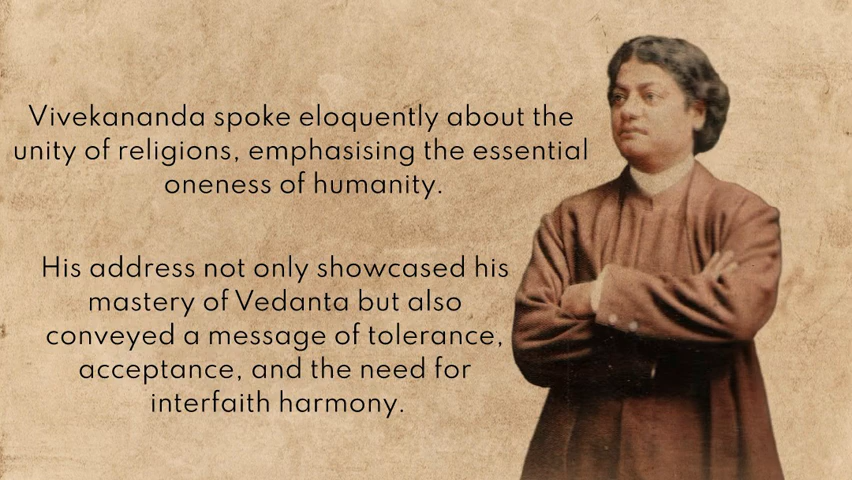 Vivekananda spoke eloquently about the
unity of religions, emphasising the essential
oneness of humanity.
His address not only showcased his
mastery of Vedanta but also
conveyed a message of tolerance,
acceptance, and the need for
interfaith harmony.